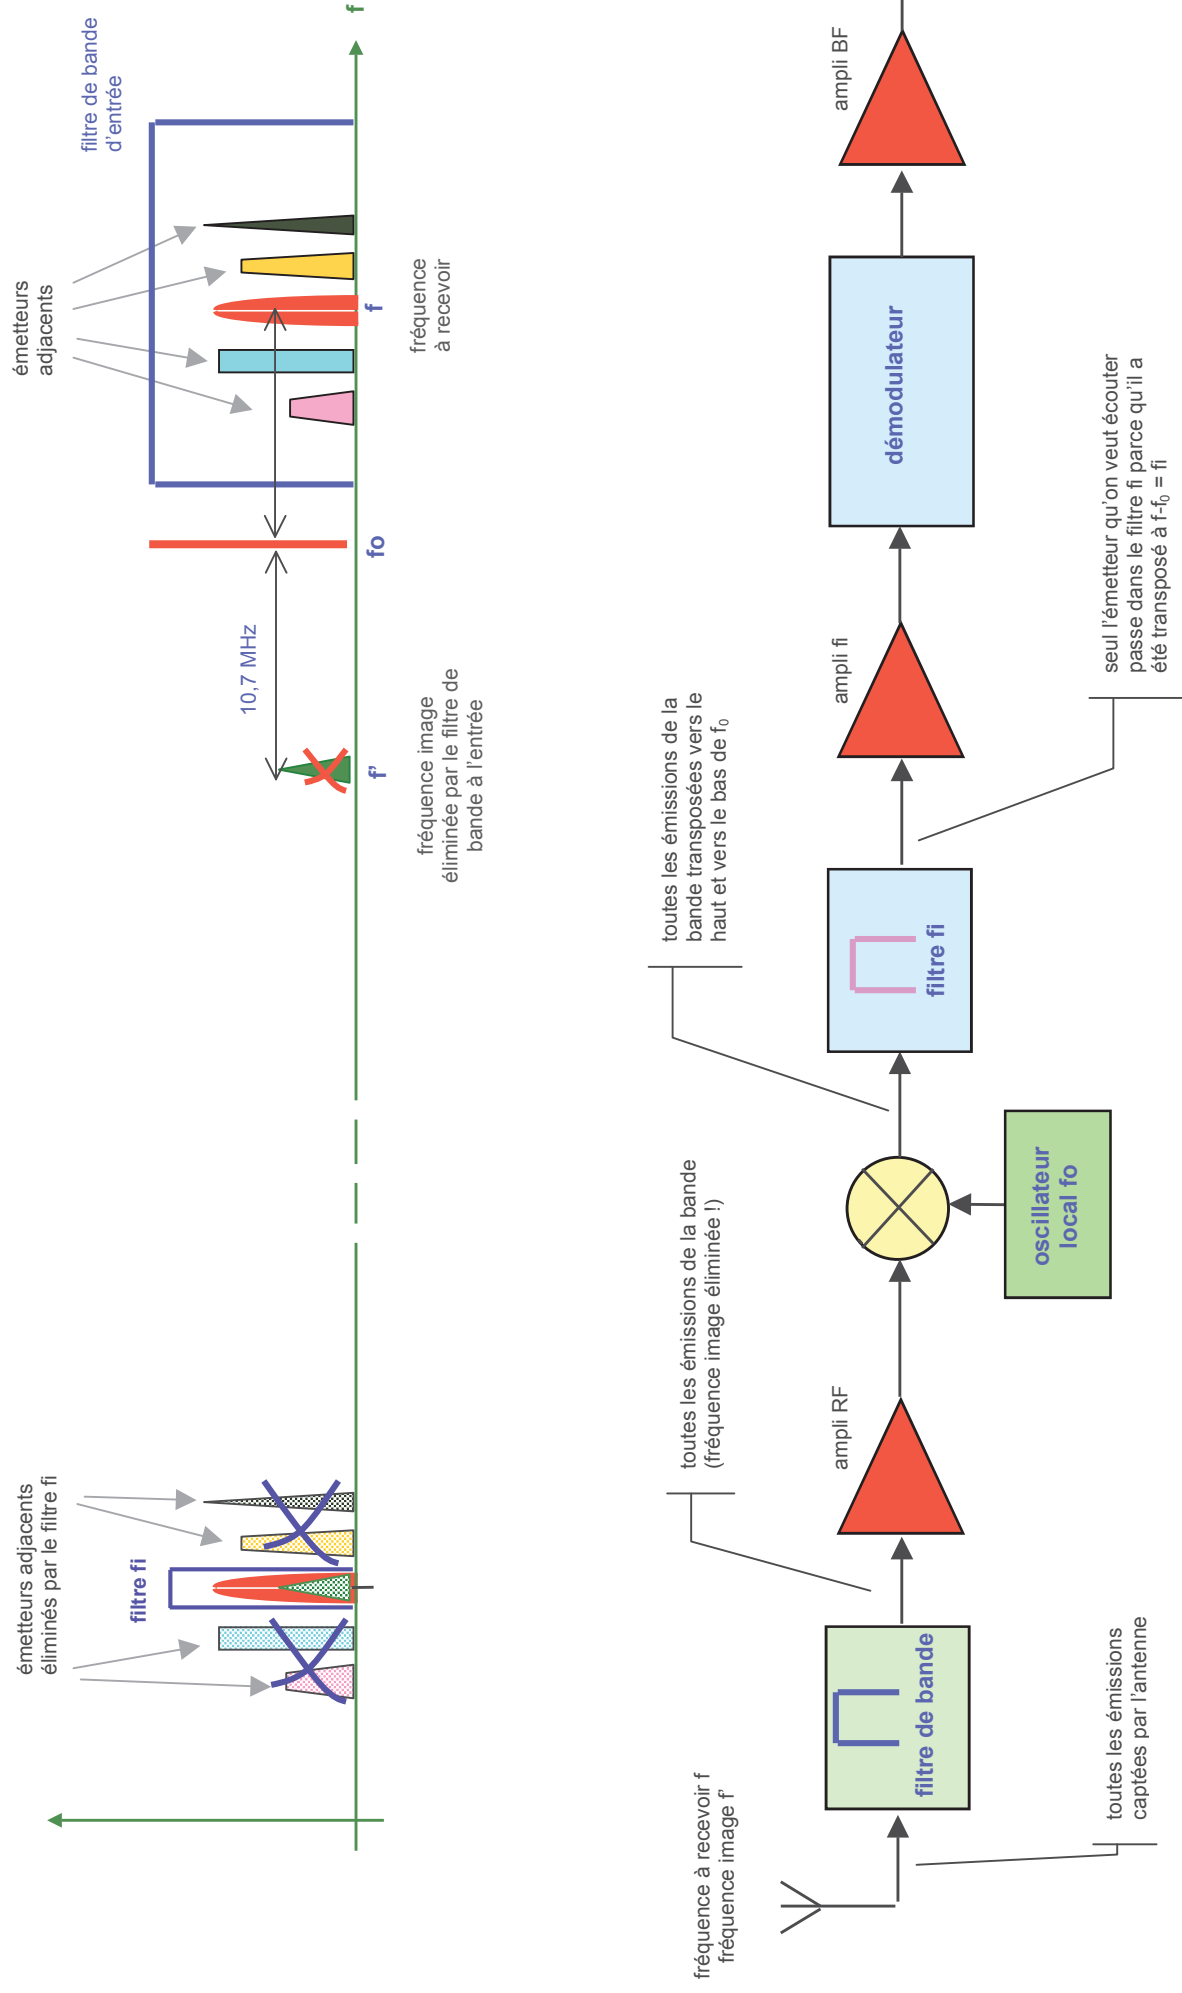 émetteurs adjacents
éliminés par le filtre fi
filtre fi
émetteurs
adjacents
filtre de bande
d'entrée
10,7 MHz
f'
fo
f
f
fréquence image
éliminée par le filtre de
bande à l'entrée
fréquence
à recevoir
fréquence à recevoir f
fréquence image f'
toutes les émissions de la bande
(fréquence image éliminée !)
toutes les émissions de la
bande transposées vers le
haut et vers le bas de f₀
filtre de bande
ampli RF
oscillateur
local fo
filtre fi
ampli fi
démodulateur
ampli BF
toutes les émissions
captées par l'antenne
seul l'émetteur qu'on veut écouter
passe dans le filtre fi parce qu'il a
été transposé à f-f₀ = fi